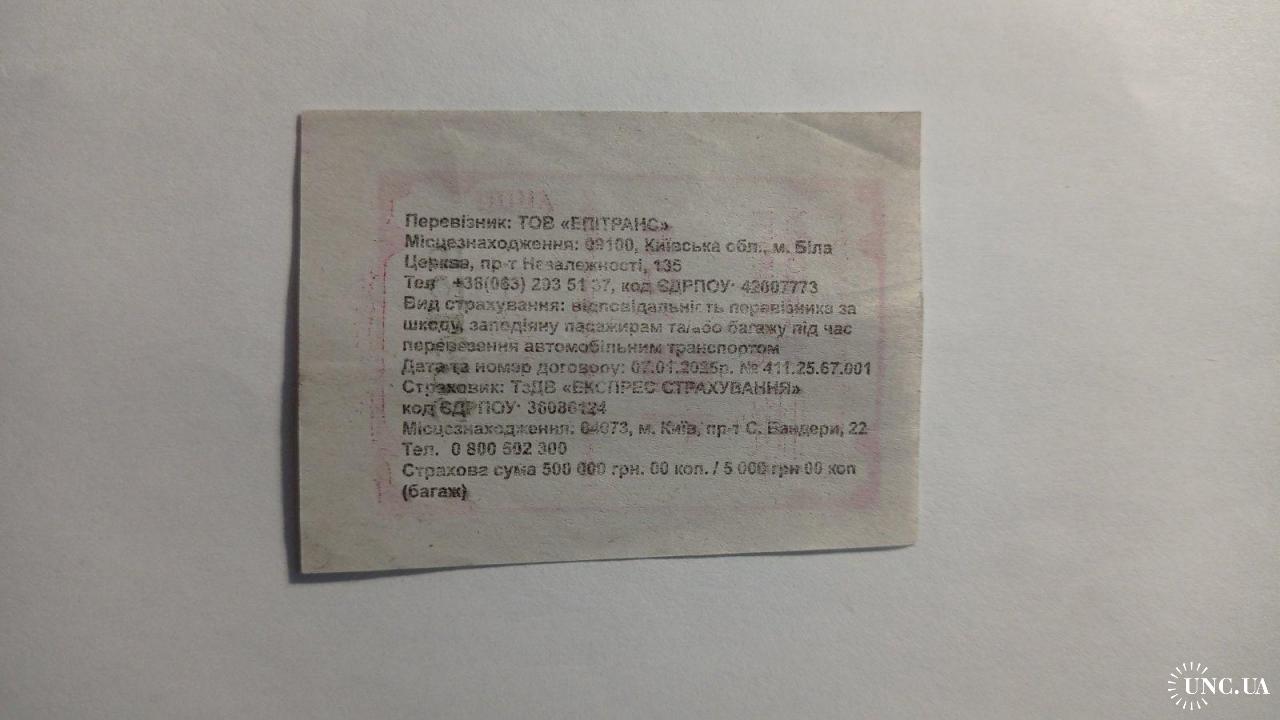 Перевізник: ТОВ «ЕПІТРАНС»
Місцезнаходження: 09100, Київська обл., м. Біла
Церква, пр-т Незалежності, 135
Тел +38(063) 293 51 37, код ЄДРПОУ
Вид страхування: відповідальність перевізника за
шкоду, заподіяну пасажирам та/або багажу під час
перевезення автомобільним транспортом
Дата та номер договору: 07.01.2025р. № 411.25.67.001
Страховик: ТзДВ «ЕКСПРЕС СТРАХУВАННЯ»
код ЄДРПОУ 36086124
Місцезнаходження: 04073, м. Київ, пр-т С. Бандери, 22
Тел. 0 800 502 300
Страхова сума 500 000 грн. 00 коп. / 5 000 грн 00 коп
(багаж)
UNC.UA